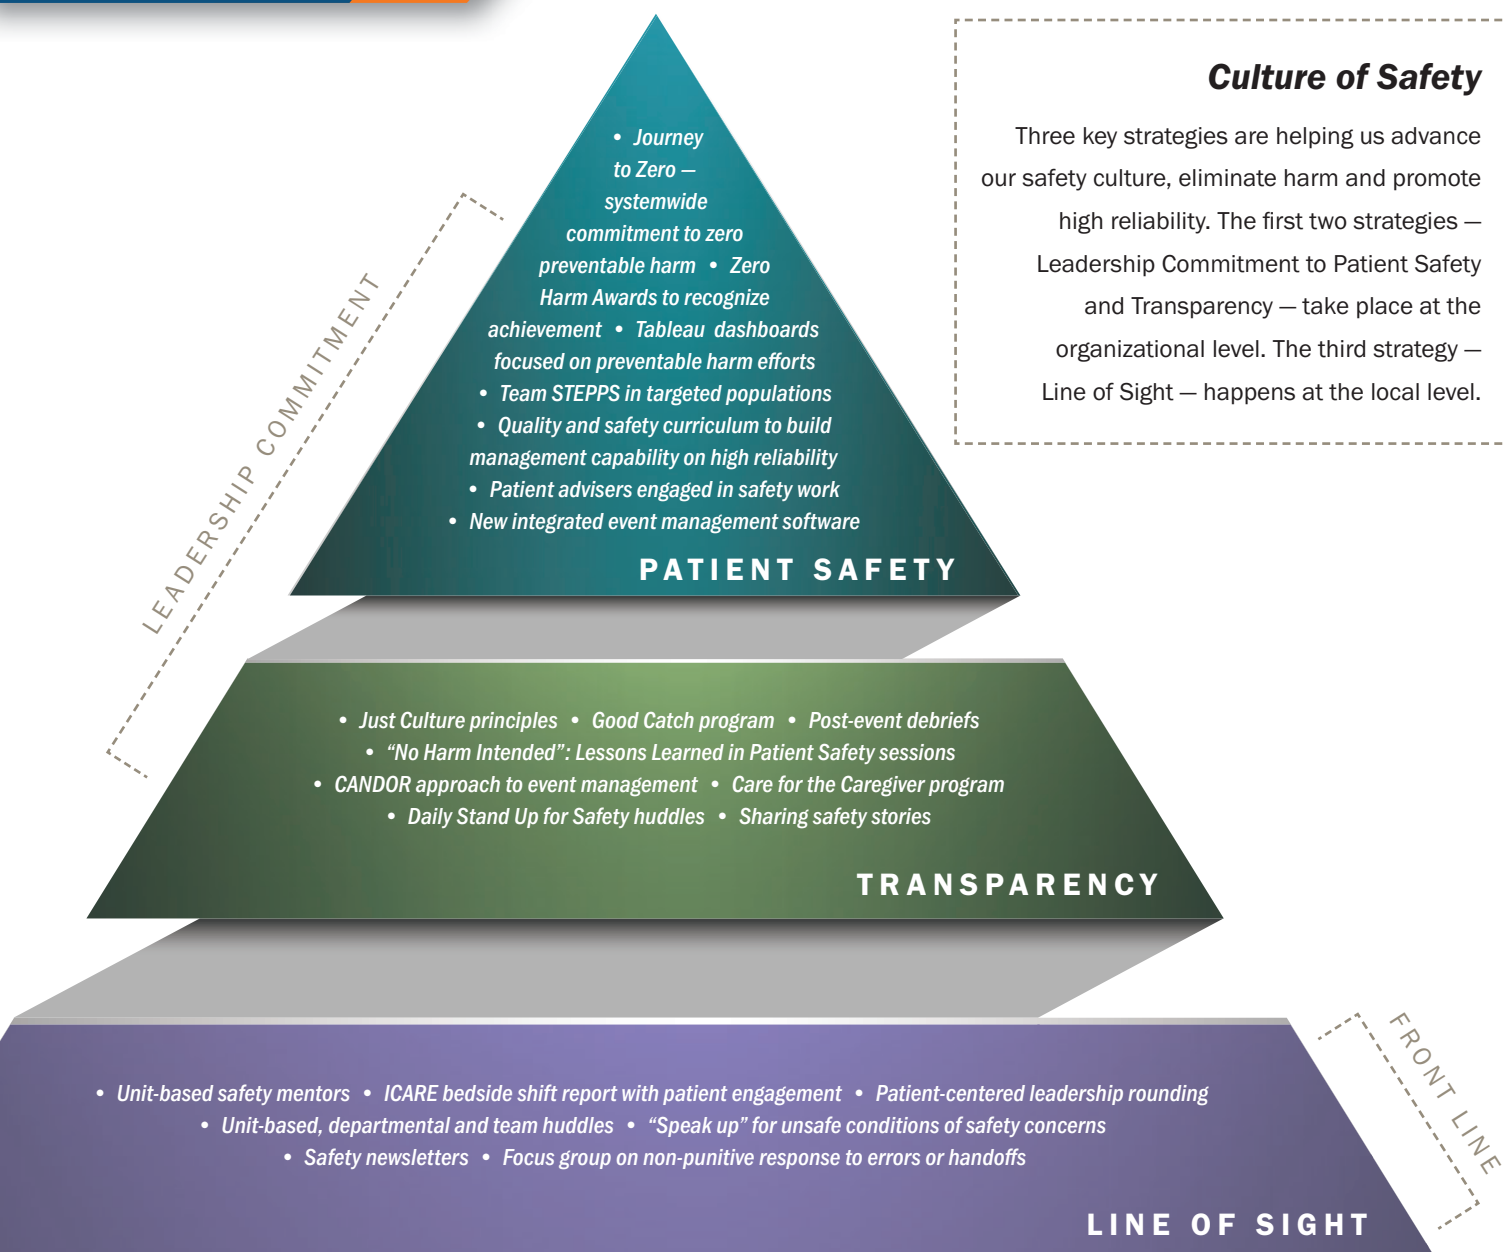 Culture of Safety
Three key strategies are helping us advance
our safety culture, eliminate harm and promote
high reliability. The first two strategies —
Leadership Commitment to Patient Safety
and Transparency — take place at the
organizational level. The third strategy —
Line of Sight — happens at the local level.
LEADERSHIP COMMITMENT
• Journey
to Zero —
systemwide
commitment to zero
preventable harm • Zero
Harm Awards to recognize
achievement • Tableau dashboards
focused on preventable harm efforts
• Team STEPPS in targeted populations
• Quality and safety curriculum to build
management capability on high reliability
• Patient advisers engaged in safety work
• New integrated event management software
PATIENT SAFETY
• Just Culture principles • Good Catch program • Post-event debriefs
• “No Harm Intended”: Lessons Learned in Patient Safety sessions
• CANDOR approach to event management • Care for the Caregiver program
• Daily Stand Up for Safety huddles • Sharing safety stories
TRANSPARENCY
FRONT LINE
• Unit-based safety mentors • ICARE bedside shift report with patient engagement • Patient-centered leadership rounding
• Unit-based, departmental and team huddles • “Speak up” for unsafe conditions of safety concerns
• Safety newsletters • Focus group on non-punitive response to errors or handoffs
LINE OF SIGHT